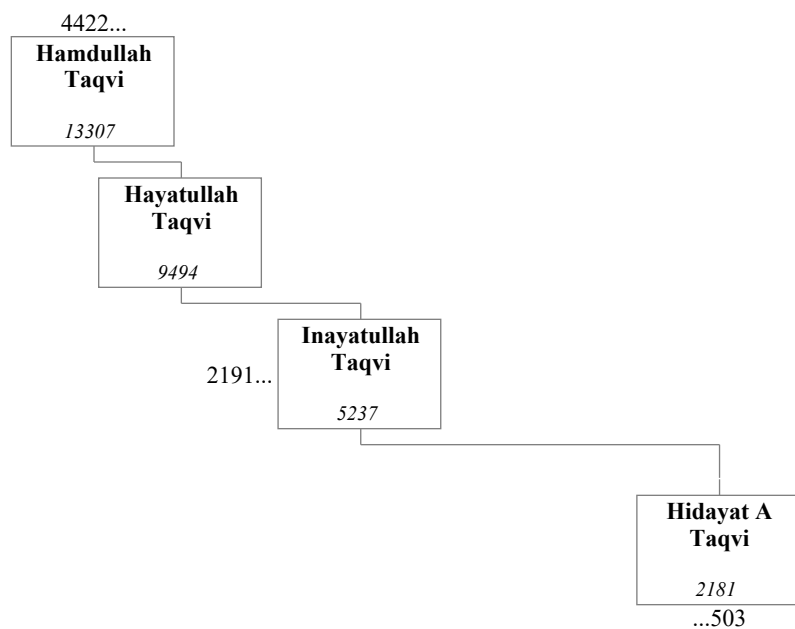 4422...
Hamdullah
Taqvi
13307
Hayatullah
Taqvi
9494
Inayatullah
Taqvi
2191...
5237
Hidayat A
Taqvi
2181
...503